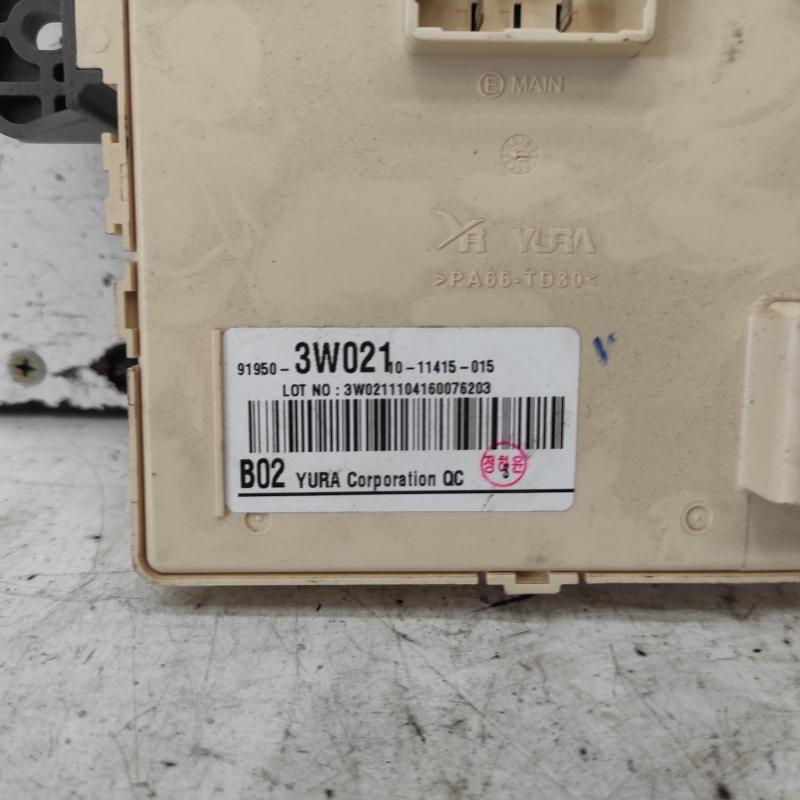 E MAIN
YR YURA
>PA66-TD30<
91950-3W021 10-11415-015
LOT NO : 3W0211104160076203
B02 YURA Corporation QC